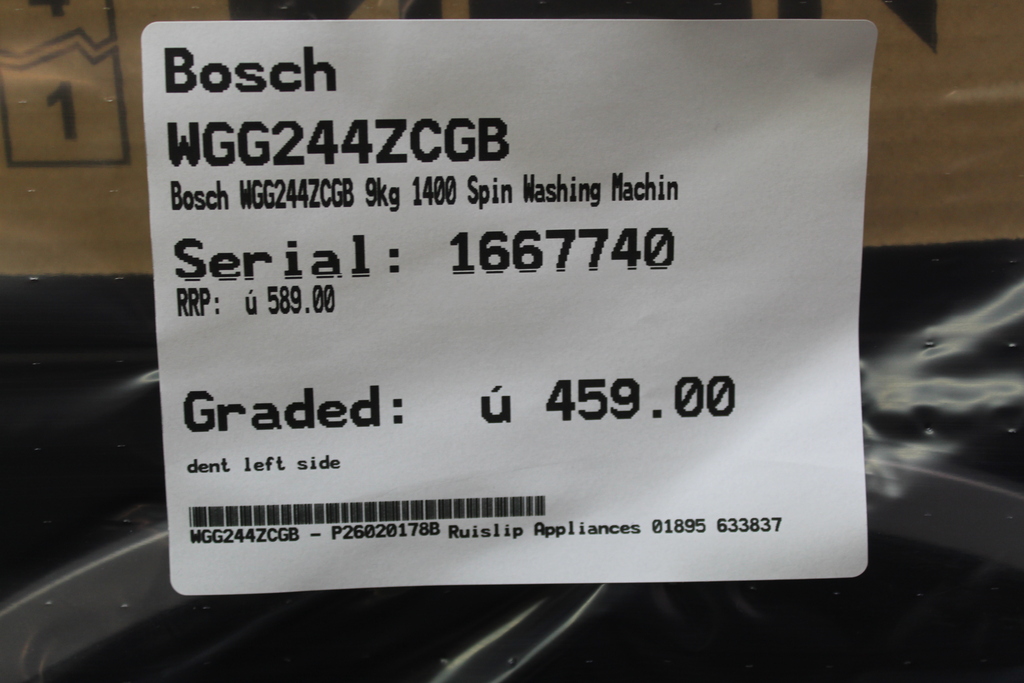 1
Bosch
WGG244ZCGB
Bosch WGG244ZCGB 9kg 1400 Spin Washing Machin
Serial: 1667740
RRP: ú 589.00
Graded: ú 459.00
dent left side
WGG244ZCGB - P26020178B Ruislip Appliances 01895 633837